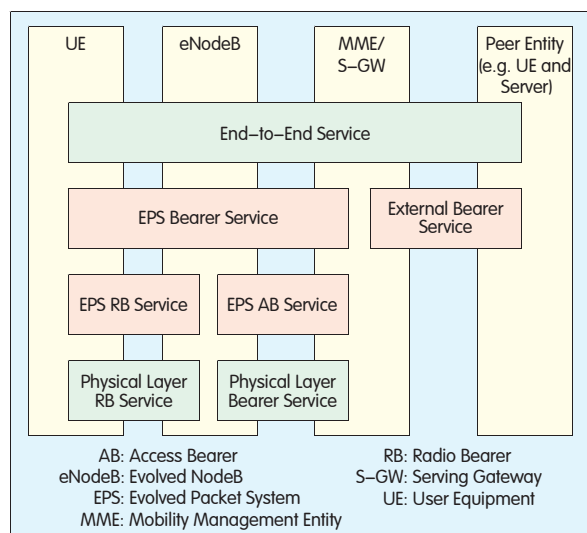 UE
eNodeB
MME/
S–GW
Peer Entity
(e.g. UE and
Server)
End–to–End Service
EPS Bearer Service
External Bearer
Service
EPS RB Service
EPS AB Service
Physical Layer
RB Service
Physical Layer
Bearer Service
AB: Access Bearer
eNodeB: Evolved NodeB
EPS: Evolved Packet System
MME: Mobility Management Entity
RB: Radio Bearer
S–GW: Serving Gateway
UE: User Equipment